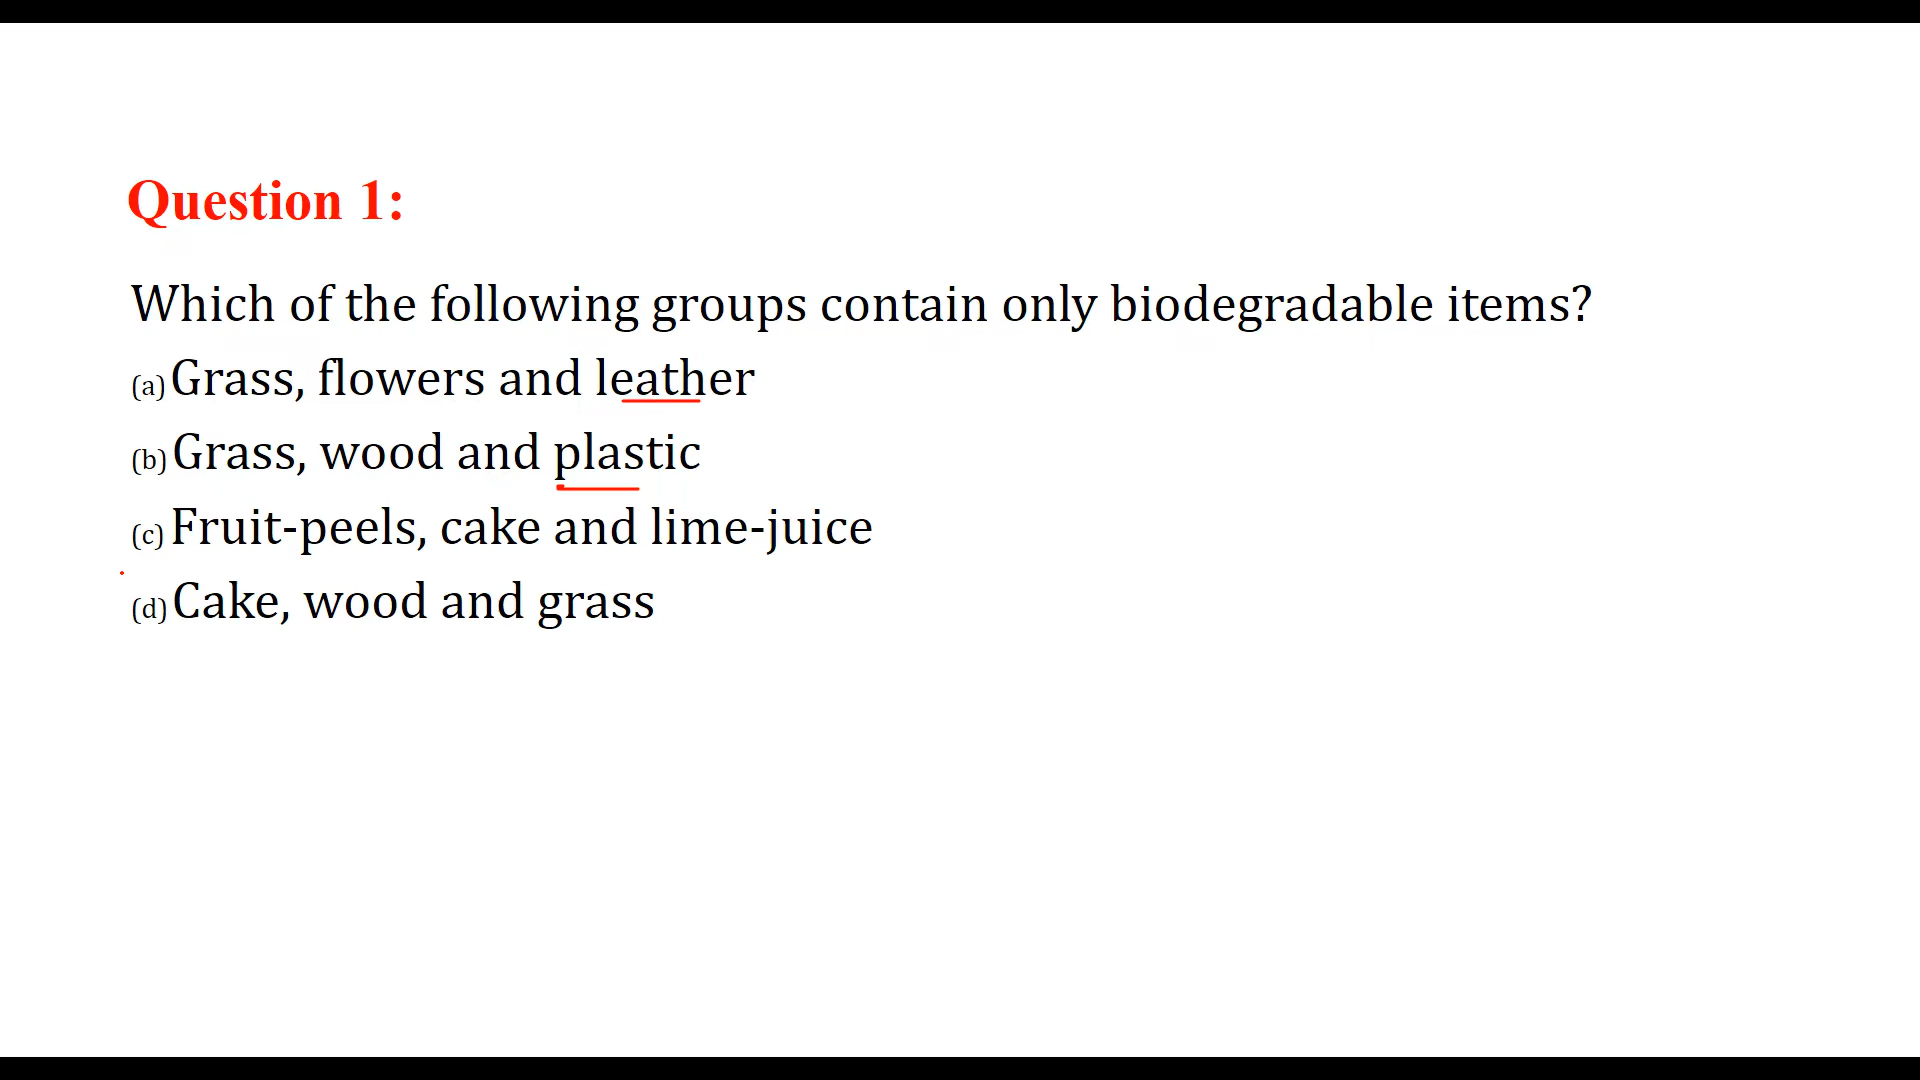 Question 1:
Which of the following groups contain only biodegradable items?
(a) Grass, flowers and leather
(b) Grass, wood and plastic
(c) Fruit-peels, cake and lime-juice
(d) Cake, wood and grass